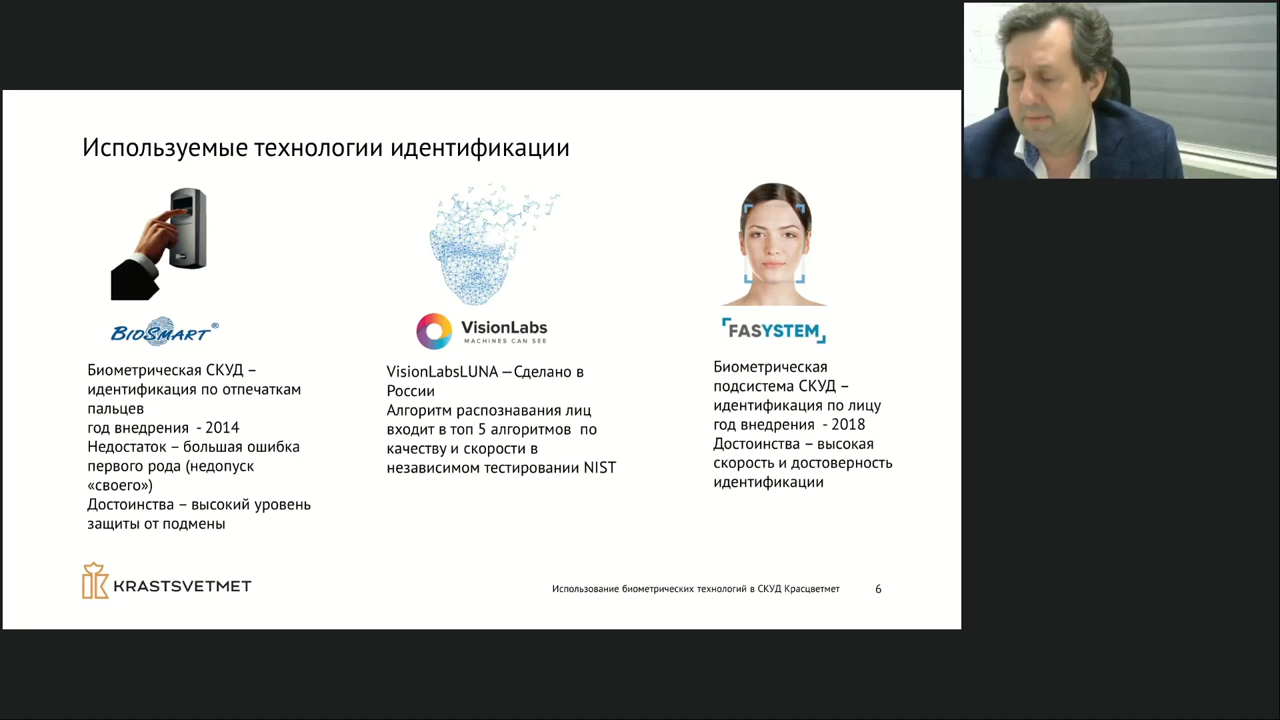 Используемые технологии идентификации
BIOSMART®
Биометрическая СКУД –
идентификация по отпечаткам
пальцев
год внедрения - 2014
Недостаток – большая ошибка
первого рода (недопуск
«своего»)
Достоинства – высокий уровень
защиты от подмены
VisionLabs
MACHINES CAN SEE
VisionLabsLUNA —Сделано в
России
Алгоритм распознавания лиц
входит в топ 5 алгоритмов по
качеству и скорости в
независимом тестировании NIST
FASYSTEM
Биометрическая
подсистема СКУД –
идентификация по лицу
год внедрения - 2018
Достоинства – высокая
скорость и достоверность
идентификации
KRASTSVETMET
Использование биометрических технологий в СКУД Красцветмет
6